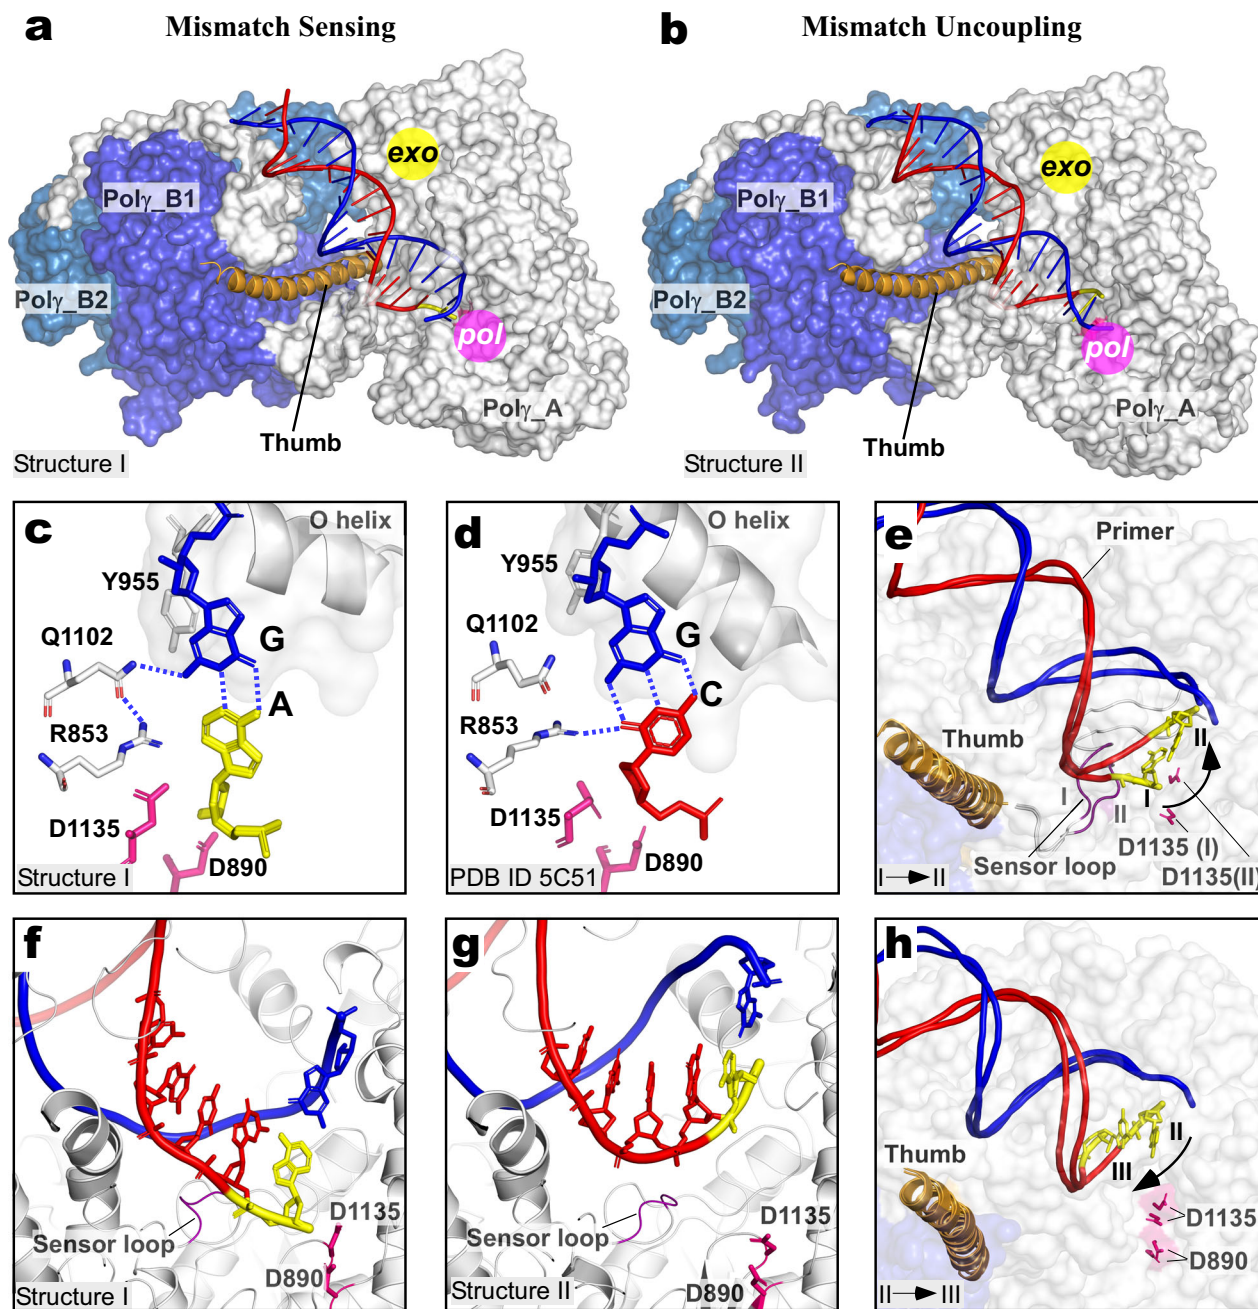 a
Mismatch Sensing
exo
Polγ_B1
Polγ_B2
pol
Polγ_A
Thumb
Structure I
b
Mismatch Uncoupling
exo
Polγ_B1
Polγ_B2
pol
Polγ_A
Thumb
Structure II
c
O helix
Y955
Q1102
G
A
R853
D1135
D890
Structure I
d
O helix
Y955
Q1102
G
C
R853
D1135
D890
PDB ID 5C51
e
Primer
Thumb
II
I
I
II
D1135 (I)
Sensor loop
D1135(II)
I II
f
Sensor loop
D1135
D890
Structure I
g
Sensor loop
D1135
D890
Structure II
h
II
Thumb
III
D1135
D890
II III